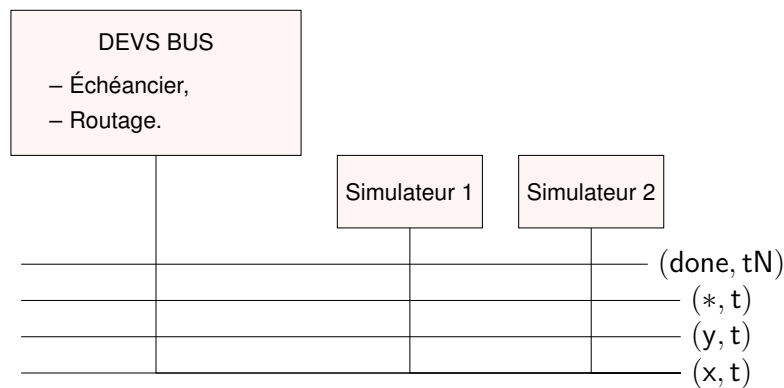 DEVS BUS
– Échéancier,
– Routage.
Simulateur 1
Simulateur 2
(done, tN)
(∗, t)
(y, t)
(x, t)